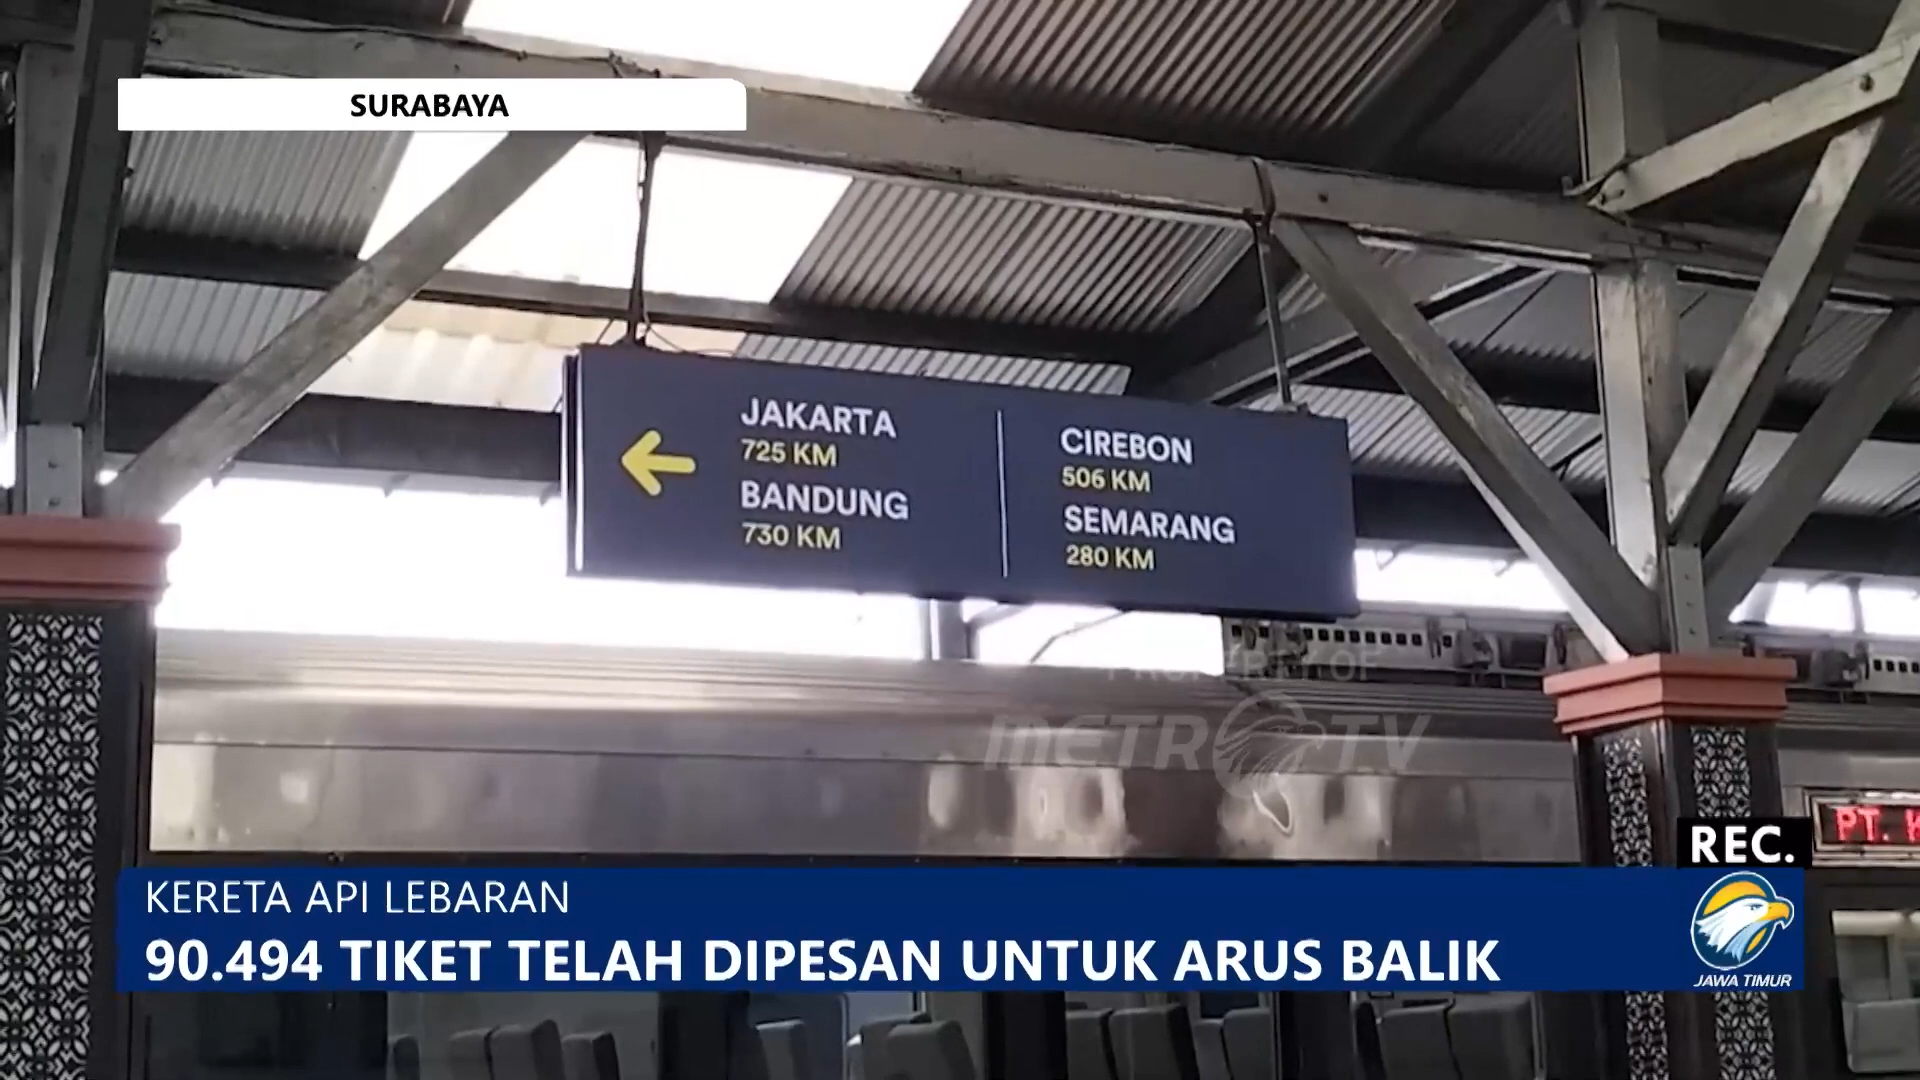 SURABAYA
JAKARTA
725 KM
BANDUNG
730 KM
CIREBON
506 KM
SEMARANG
280 KM
PROPERTY OF
METRO TV
PT. K
REC.
KERETA API LEBARAN
90.494 TIKET TELAH DIPESAN UNTUK ARUS BALIK
JAWA TIMUR